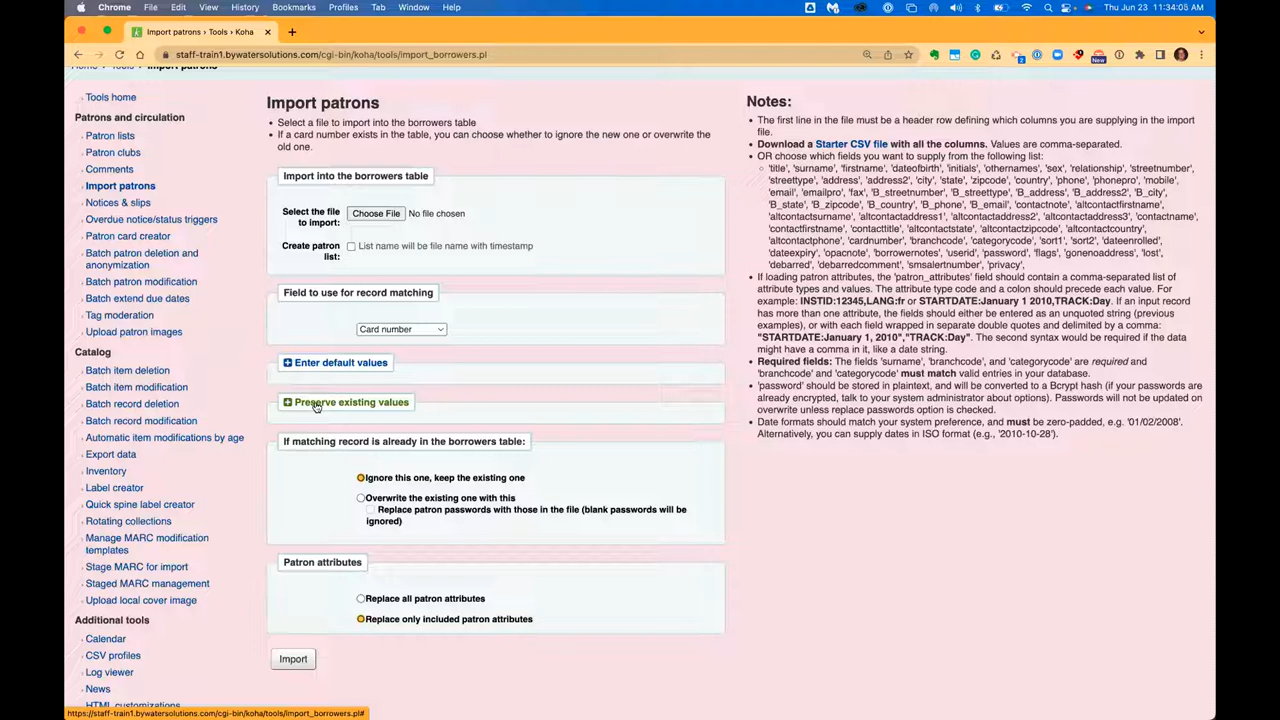 Chrome File Edit View History Bookmarks Profiles Tab Window Help Thu Jun 23 11:34:05 AM
Import patrons › Tools › Koha
staff-train1.bywatersolutions.com/cgi-bin/koha/tools/import_borrowers.pl
New
Home › Tools › Import patrons
Tools home
Patrons and circulation
Patron lists
Patron clubs
Comments
Import patrons
Notices & slips
Overdue notice/status triggers
Patron card creator
Batch patron deletion and
anonymization
Batch patron modification
Batch extend due dates
Tag moderation
Upload patron images
Catalog
Batch item deletion
Batch item modification
Batch record deletion
Batch record modification
Automatic item modifications by age
Export data
Inventory
Label creator
Quick spine label creator
Rotating collections
Manage MARC modification
templates
Stage MARC for import
Staged MARC management
Upload local cover image
Additional tools
Calendar
CSV profiles
Log viewer
News
HTML customizations
Import patrons
• Select a file to import into the borrowers table
• If a card number exists in the table, you can choose whether to ignore the new one or overwrite the
old one.
Import into the borrowers table
Select the file
to import:
Choose File No file chosen
Create patron
list:
List name will be file name with timestamp
Field to use for record matching
Card number
Enter default values
Preserve existing values
If matching record is already in the borrowers table:
Ignore this one, keep the existing one
Overwrite the existing one with this
Replace patron passwords with those in the file (blank passwords will be
ignored)
Patron attributes
Replace all patron attributes
Replace only included patron attributes
Import
Notes:
• The first line in the file must be a header row defining which columns you are supplying in the import
file.
• Download a Starter CSV file with all the columns. Values are comma-separated.
• OR choose which fields you want to supply from the following list:
'title', 'surname', 'firstname', 'dateofbirth', 'initials', 'othernames', 'sex', 'relationship', 'streetnumber',
'streettype', 'address', 'address2', 'city', 'state', 'zipcode', 'country', 'phone', 'phonepro', 'mobile',
'email', 'emailpro', 'fax', 'B_streetnumber', 'B_streettype', 'B_address', 'B_address2', 'B_city',
'B_state', 'B_zipcode', 'B_country', 'B_phone', 'B_email', 'contactnote', 'altcontactfirstname',
'altcontactsurname', 'altcontactaddress1', 'altcontactaddress2', 'altcontactaddress3', 'contactname',
'contactfirstname', 'contacttitle', 'altcontactstate', 'altcontactzipcode', 'altcontactcountry',
'altcontactphone', 'cardnumber', 'branchcode', 'categorycode', 'sort1', 'sort2', 'dateenrolled',
'dateexpiry', 'opacnote', 'borrowernotes', 'userid', 'password', 'flags', 'gonenoaddress', 'lost',
'debarred', 'debarredcomment', 'smsalertnumber', 'privacy',
• If loading patron attributes, the 'patron_attributes' field should contain a comma-separated list of
attribute types and values. The attribute type code and a colon should precede each value. For
example: INSTID:12345,LANG:fr or STARTDATE:January 1 2010,TRACK:Day. If an input record
has more than one attribute, the fields should either be entered as an unquoted string (previous
examples), or with each field wrapped in separate double quotes and delimited by a comma:
"STARTDATE:January 1, 2010","TRACK:Day". The second syntax would be required if the data
might have a comma in it, like a date string.
• Required fields: The fields 'surname', 'branchcode', and 'categorycode' are required and
'branchcode' and 'categorycode' must match valid entries in your database.
• 'password' should be stored in plaintext, and will be converted to a Bcrypt hash (if your passwords are
already encrypted, talk to your system administrator about options). Passwords will not be updated on
overwrite unless replace passwords option is checked.
• Date formats should match your system preference, and must be zero-padded, e.g. '01/02/2008'.
Alternatively, you can supply dates in ISO format (e.g., '2010-10-28').
https://staff-train1.bywatersolutions.com/cgi-bin/koha/tools/import_borrowers.pl#